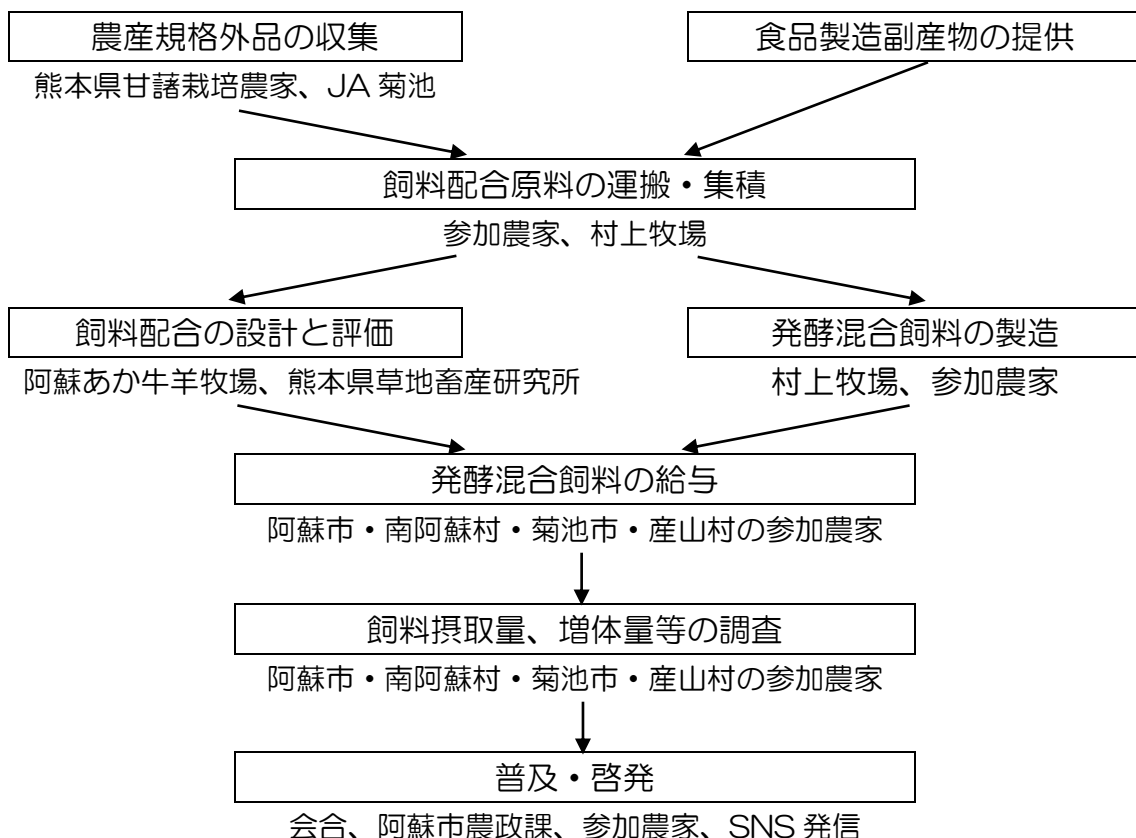 農産規格外品の収集
食品製造副産物の提供
熊本県甘藷栽培農家、JA 菊池
飼料配合原料の運搬・集積
参加農家、村上牧場
飼料配合の設計と評価
発酵混合飼料の製造
阿蘇あか牛羊牧場、熊本県草地畜産研究所
村上牧場、参加農家
発酵混合飼料の給与
阿蘇市・南阿蘇村・菊池市・産山村の参加農家
飼料摂取量、増体量等の調査
阿蘇市・南阿蘇村・菊池市・産山村の参加農家
普及・啓発
会合、阿蘇市農政課、参加農家、SNS 発信